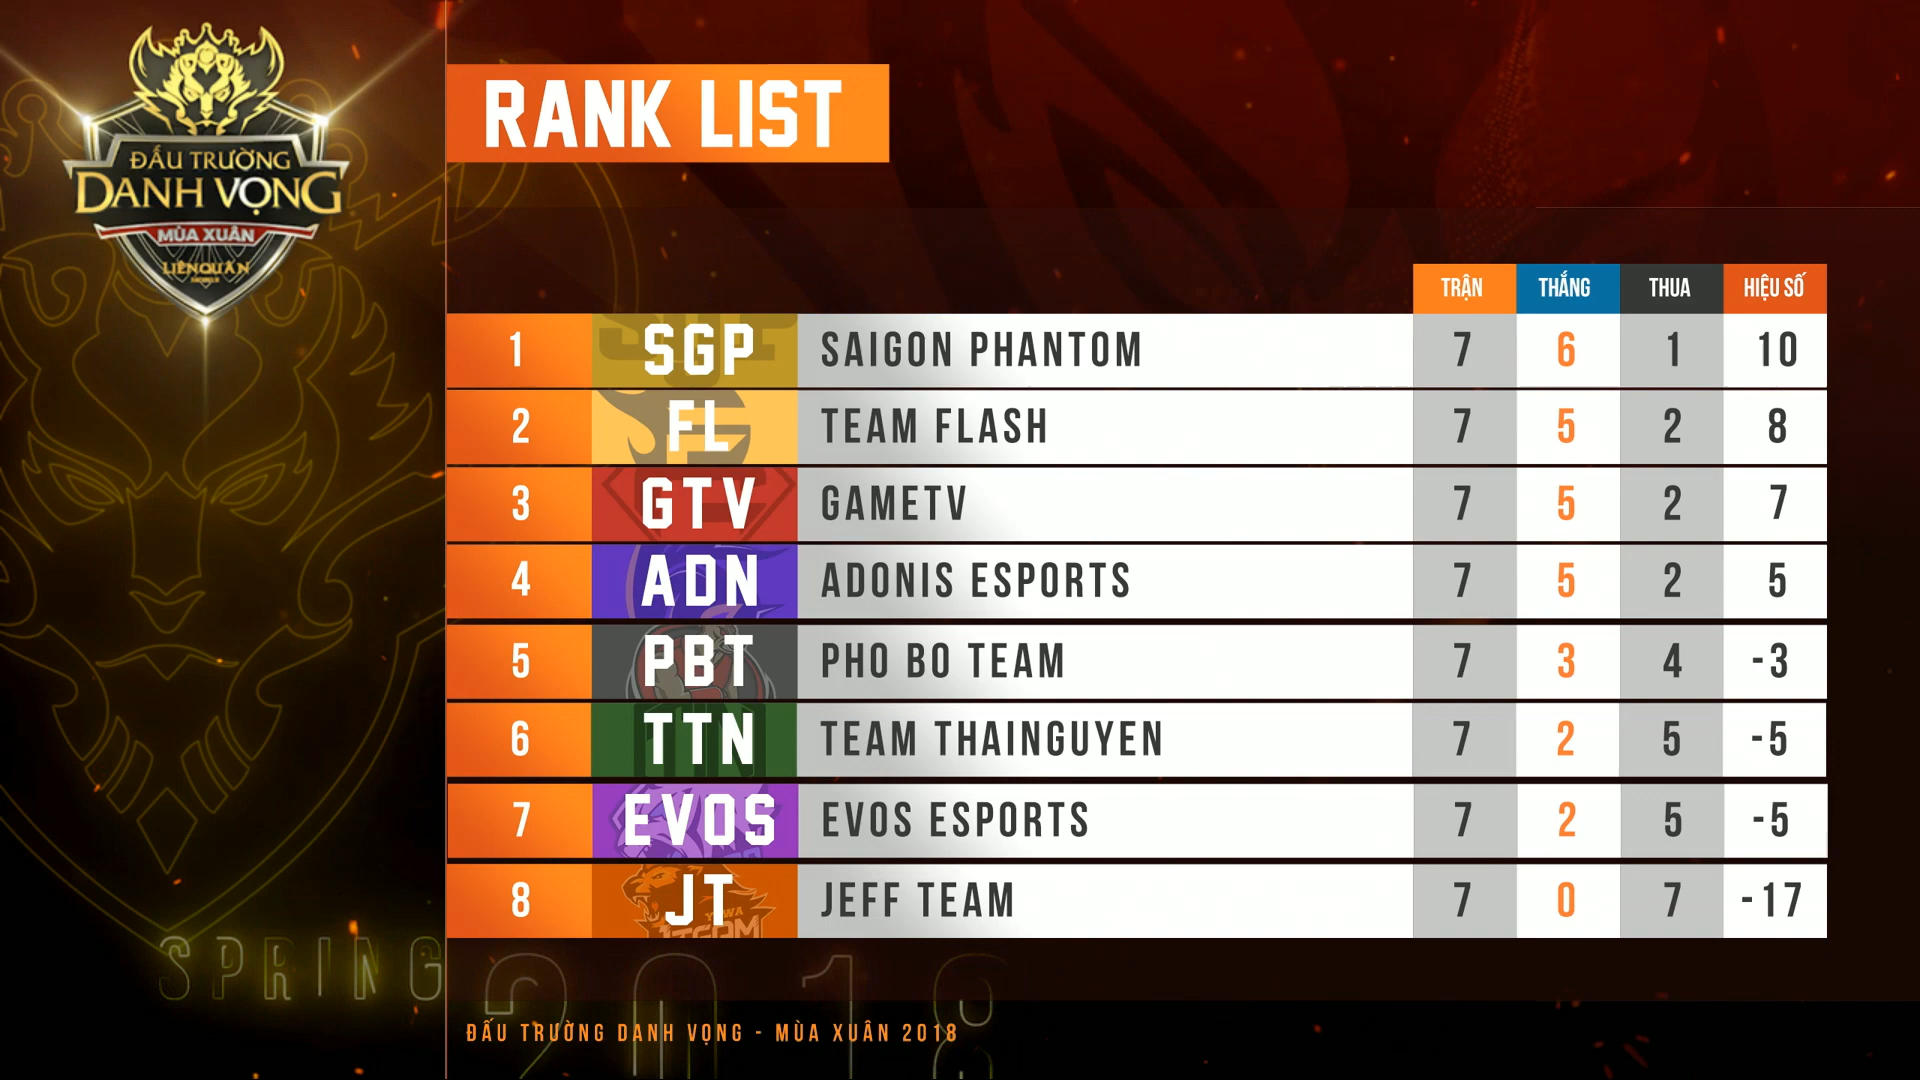 ĐẤU TRƯỜNG
DANH VỌNG
MÙA XUÂN
LIÊN QUÂN
MOBILE
RANK LIST
TRẬN THẮNG THUA HIỆU SỐ
1 SGP SAIGON PHANTOM 7 6 1 10
2 FL TEAM FLASH 7 5 2 8
3 GTV GAMETV 7 5 2 7
4 ADN ADONIS ESPORTS 7 5 2 5
5 PBT PHO BO TEAM 7 3 4 -3
6 TTN TEAM THAINGUYEN 7 2 5 -5
7 EVOS EVOS ESPORTS 7 2 5 -5
8 JT JEFF TEAM 7 0 7 -17
SPRING 2018
ĐẤU TRƯỜNG DANH VỌNG - MÙA XUÂN 2018